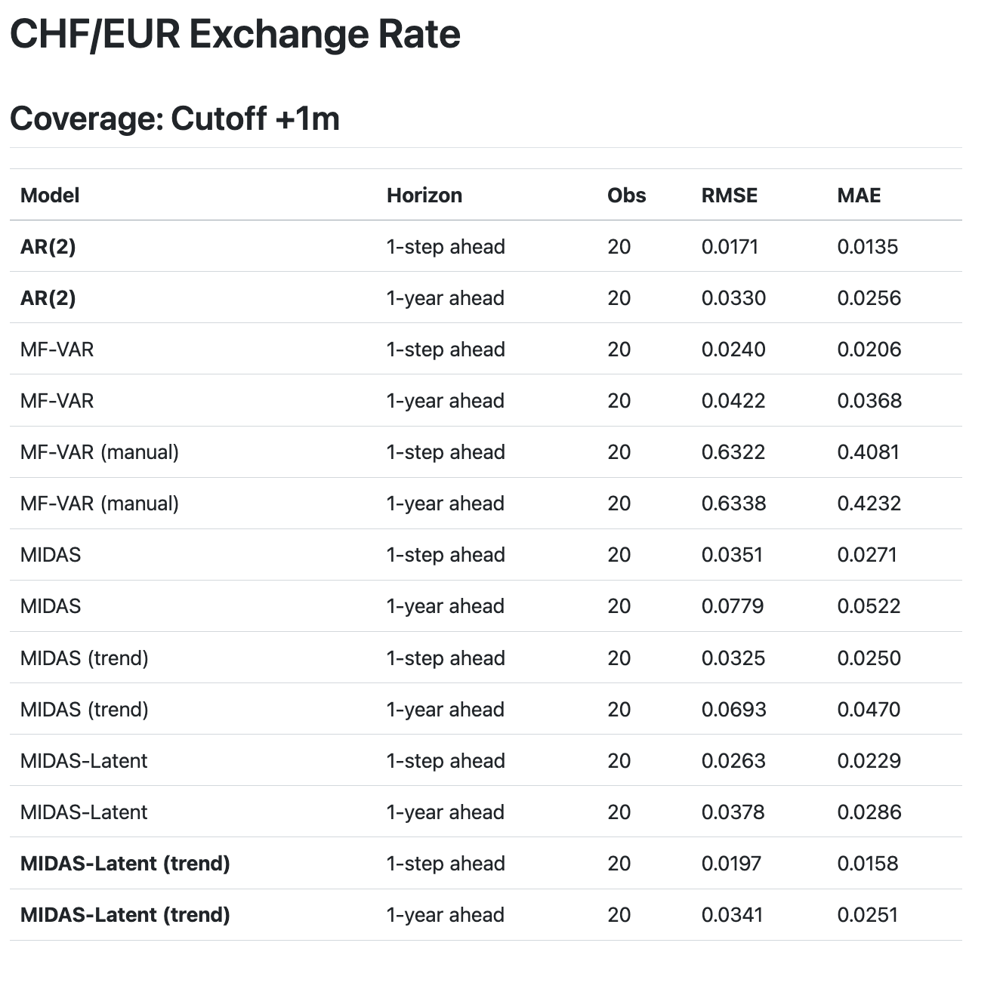 CHF/EUR Exchange Rate
Coverage: Cutoff +1m
Model Horizon Obs RMSE MAE
AR(2) 1-step ahead 20 0.0171 0.0135
AR(2) 1-year ahead 20 0.0330 0.0256
MF-VAR 1-step ahead 20 0.0240 0.0206
MF-VAR 1-year ahead 20 0.0422 0.0368
MF-VAR (manual) 1-step ahead 20 0.6322 0.4081
MF-VAR (manual) 1-year ahead 20 0.6338 0.4232
MIDAS 1-step ahead 20 0.0351 0.0271
MIDAS 1-year ahead 20 0.0779 0.0522
MIDAS (trend) 1-step ahead 20 0.0325 0.0250
MIDAS (trend) 1-year ahead 20 0.0693 0.0470
MIDAS-Latent 1-step ahead 20 0.0263 0.0229
MIDAS-Latent 1-year ahead 20 0.0378 0.0286
MIDAS-Latent (trend) 1-step ahead 20 0.0197 0.0158
MIDAS-Latent (trend) 1-year ahead 20 0.0341 0.0251